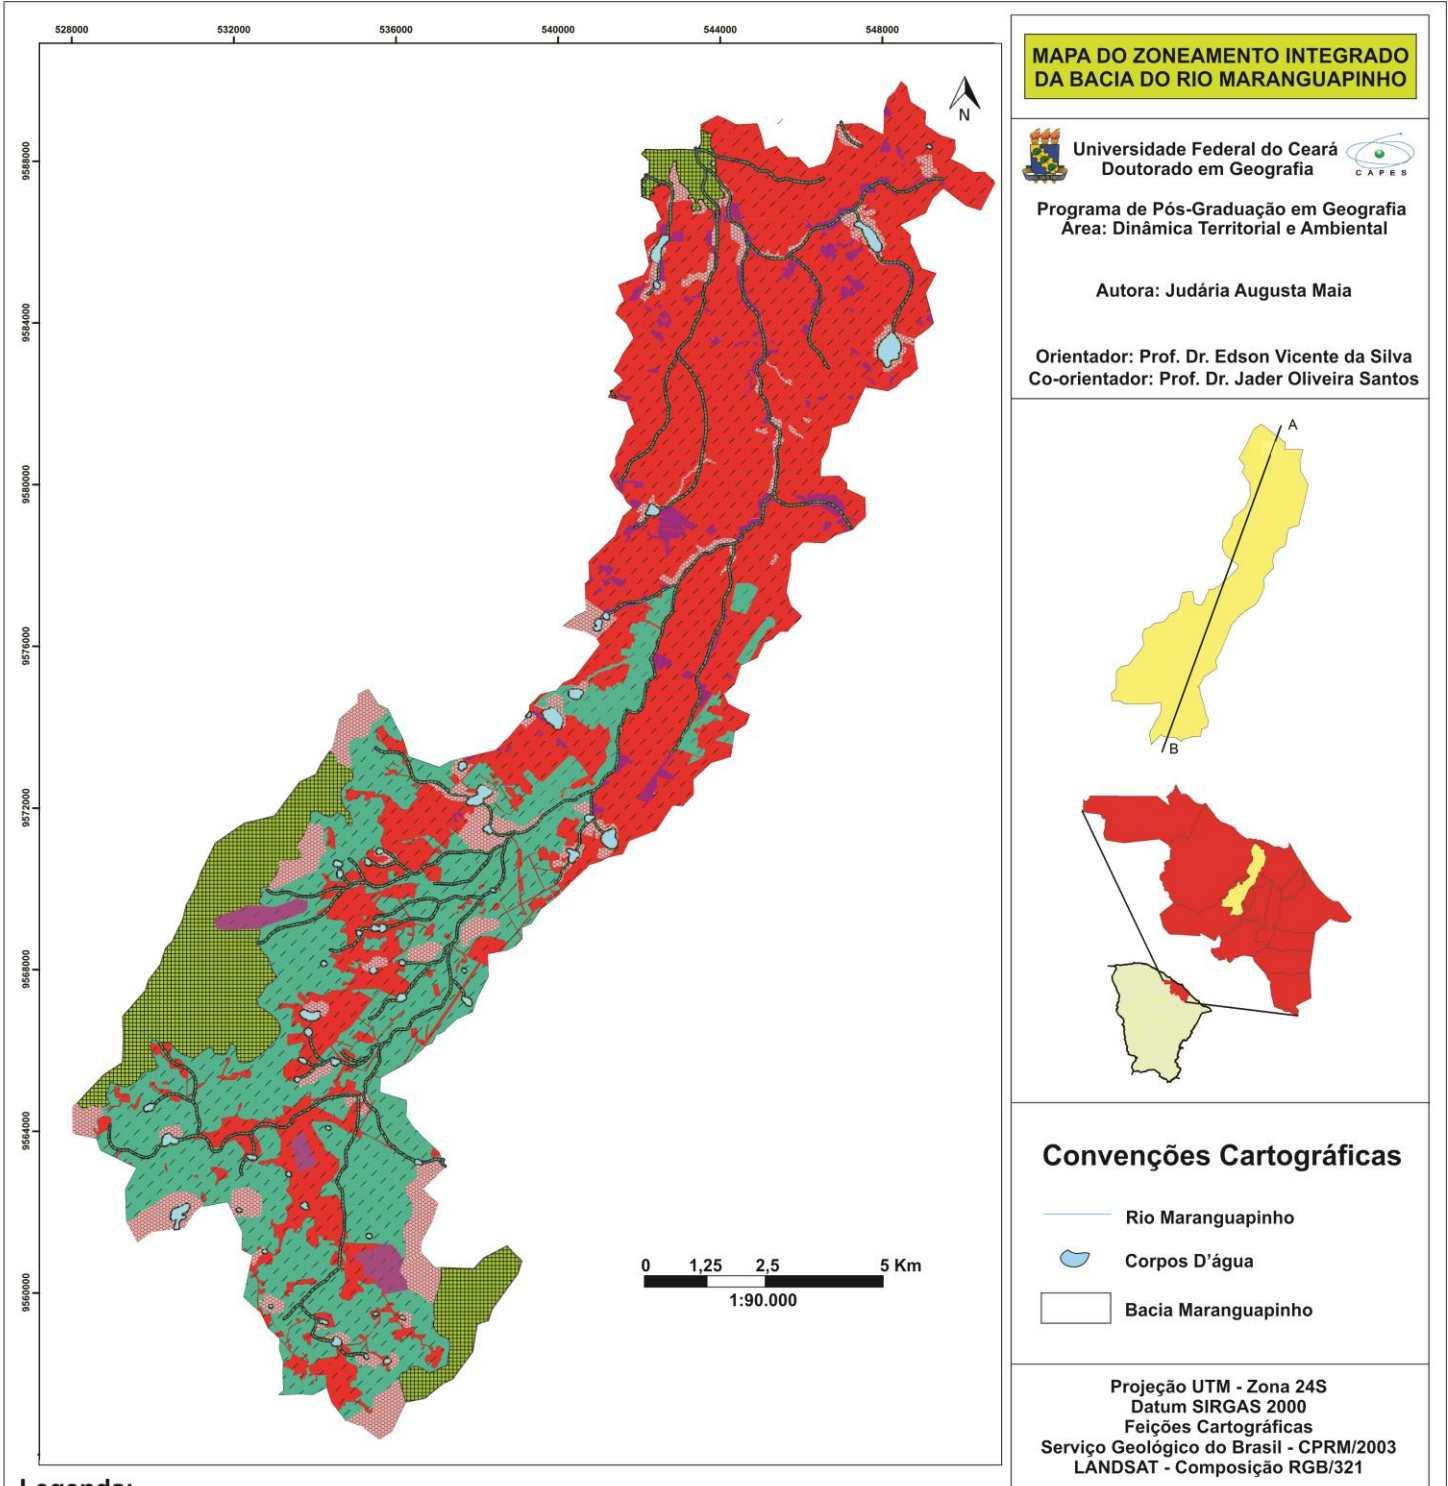 528000 532000 536000 540000 544000 548000
9588000
9584000
9580000
9576000
9572000
9568000
9564000
9560000
N
0 1,25 2,5 5 Km
1:90.000
MAPA DO ZONEAMENTO INTEGRADO
DA BACIA DO RIO MARANGUAPINHO
Universidade Federal do Ceará
Doutorado em Geografia
CAPES
Programa de Pós-Graduação em Geografia
Área: Dinâmica Territorial e Ambiental
Autora: Judária Augusta Maia
Orientador: Prof. Dr. Edson Vicente da Silva
Co-orientador: Prof. Dr. Jader Oliveira Santos
A
B
Convenções Cartográficas
Rio Maranguapinho
Corpos D'água
Bacia Maranguapinho
Projeção UTM - Zona 24S
Datum SIRGAS 2000
Feições Cartográficas
Serviço Geológico do Brasil - CPRM/2003
LANDSAT - Composição RGB/321
Legenda: